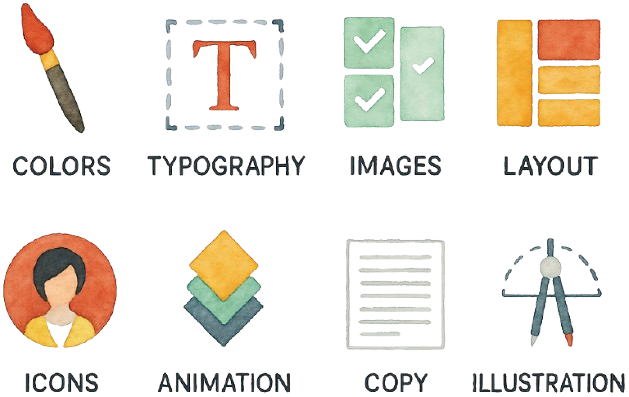 T
COLORS
TYPOGRAPHY
IMAGES
LAYOUT
ICONS
ANIMATION
COPY
ILLUSTRATION